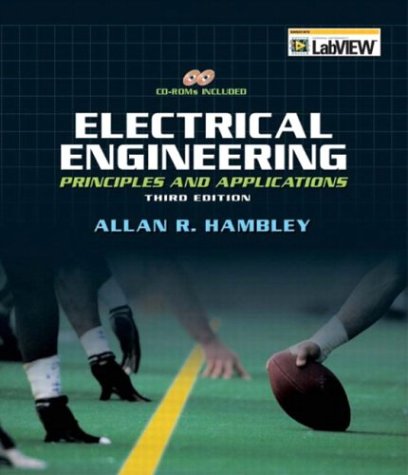 LabVIEW
CD-ROMs INCLUDED
ELECTRICAL
ENGINEERING
PRINCIPLES AND APPLICATIONS
THIRD EDITION
ALLAN R. HAMBLEY